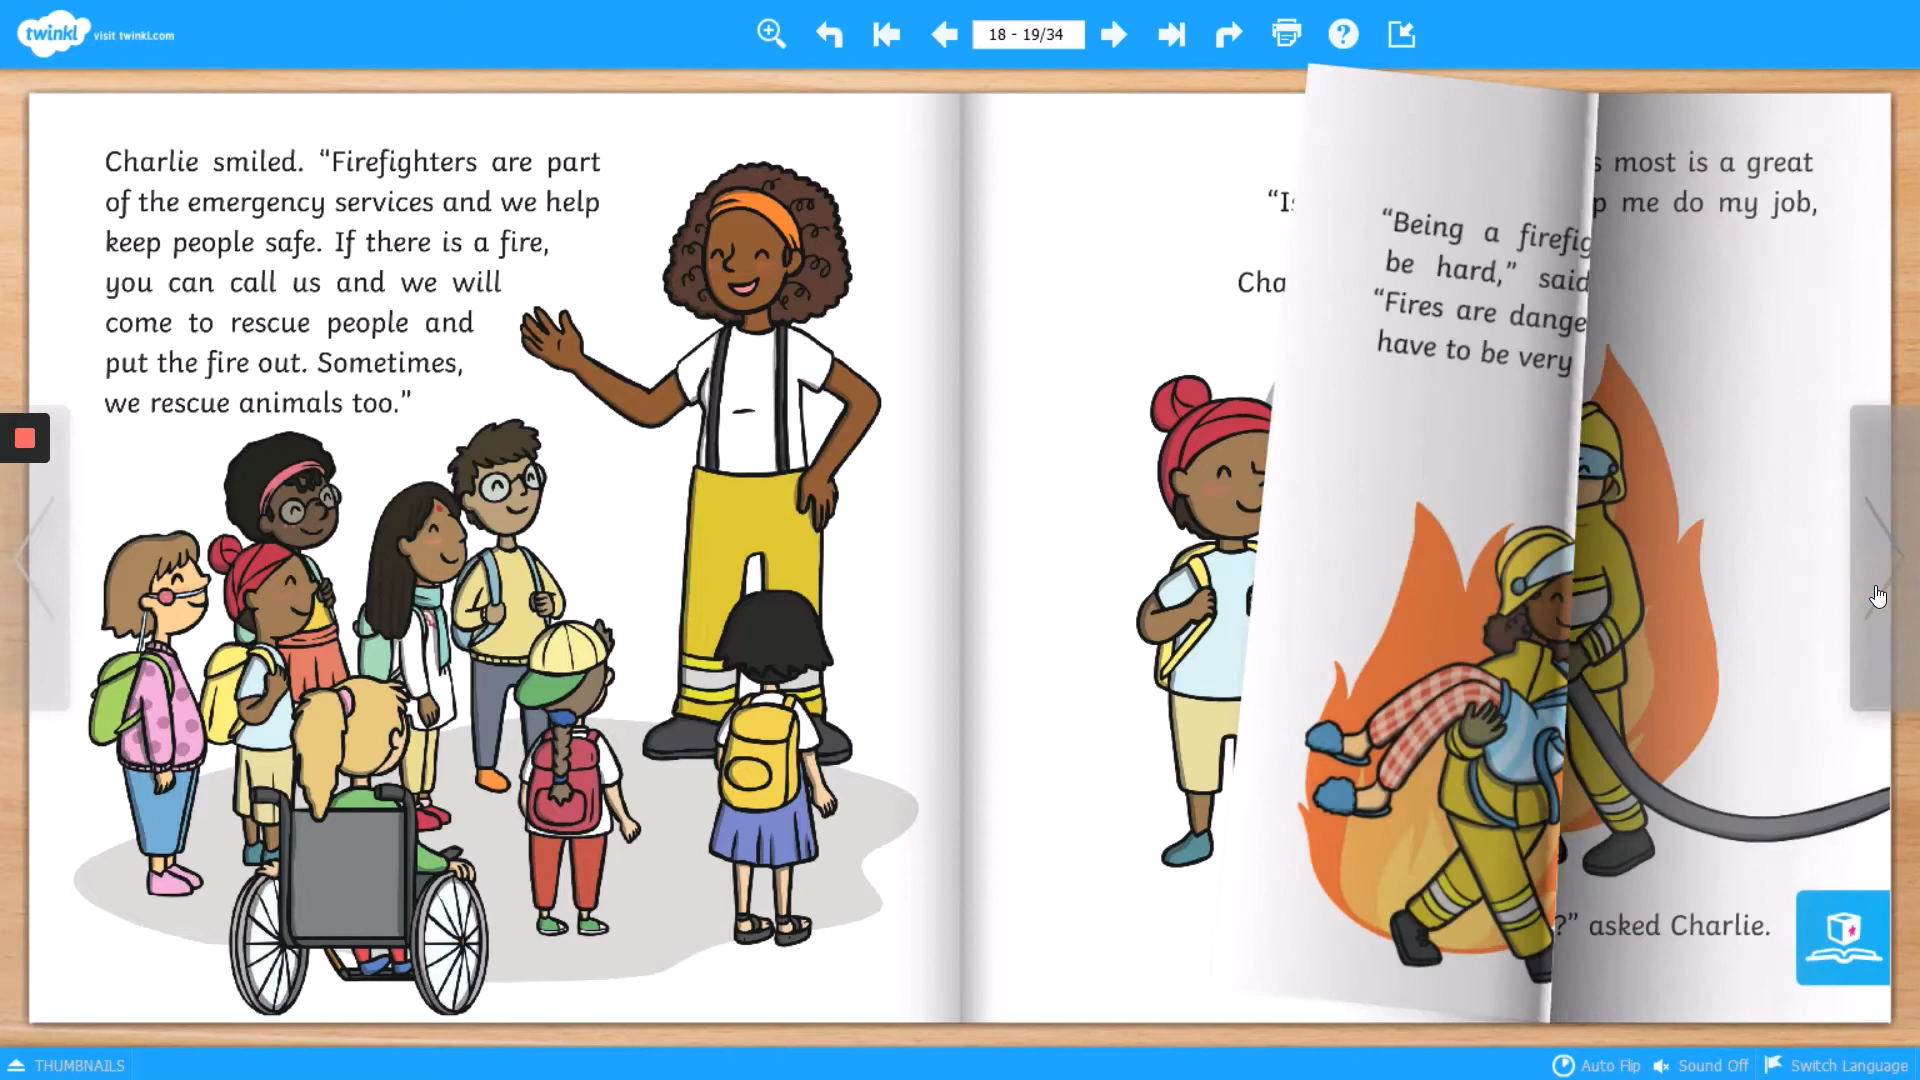 twinkl visit twinkl.com
18 - 19/34
Charlie smiled. “Firefighters are part
of the emergency services and we help
keep people safe. If there is a fire,
you can call us and we will
come to rescue people and
put the fire out. Sometimes,
we rescue animals too.”
“Being a
be hard,” said
“Fires are
have to be very
most is a great
me do my job,
?” asked Charlie.
THUMBNAILS
Auto Flip
Sound Off
Switch Language